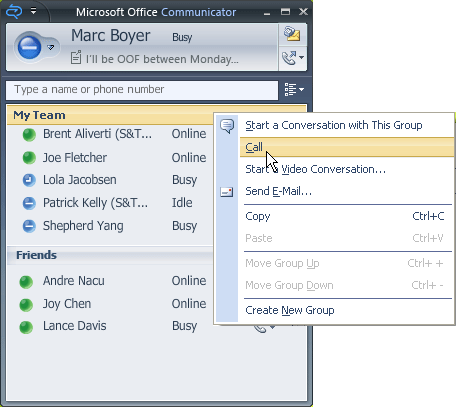 Microsoft Office Communicator
Marc Boyer Busy
I'll be OOF between Monday...
Type a name or phone number
My Team
Brent Aliverti (S&T... Online
Joe Fletcher Online
Lola Jacobsen Busy
Patrick Kelly (S&T... Idle
Shepherd Yang Busy
Friends
Andre Nacu Online
Joy Chen Online
Lance Davis Busy
Start a Conversation with This Group
Call
Start a Video Conversation...
Send E-Mail...
Copy Ctrl+C
Paste Ctrl+V
Move Group Up Ctrl+ +
Move Group Down Ctrl+ -
Create New Group